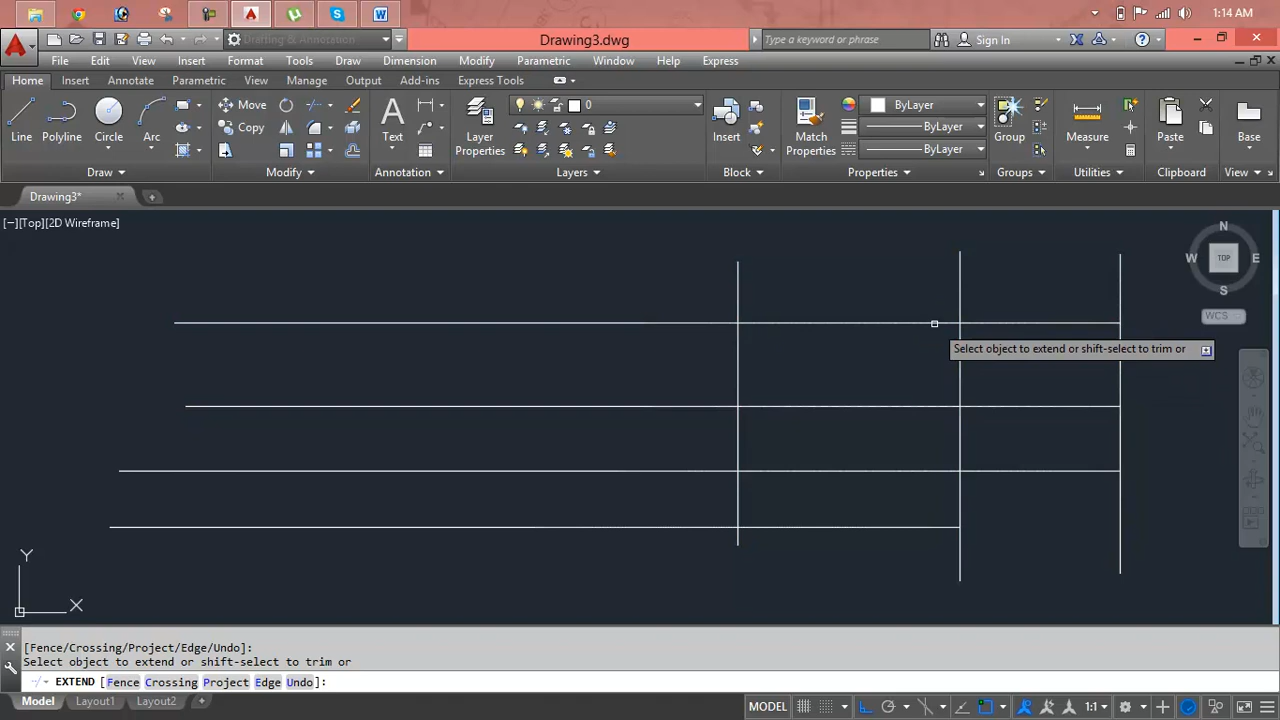 1:14 AM
Drafting & Annotation
Drawing3.dwg
Type a keyword or phrase
Sign In
File Edit View Insert Format Tools Draw Dimension Modify Parametric Window Help Express
Home Insert Annotation Parametric View Manage Output Add-ins Express Tools
Line
Polyline
Circle
Arc
Move
Copy
Text
Layer
Properties
0
Insert
Match
Properties
ByLayer
ByLayer
ByLayer
Group
Measure
Paste
Base
Draw
Modify
Annotation
Layers
Block
Properties
Groups
Utilities
Clipboard
View
Drawing3*
[−][Top][2D Wireframe]
N
W TOP E
S
WCS
Select object to extend or shift-select to trim or
Y
X
[Fence/Crossing/Project/Edge/Undo]:
Select object to extend or shift-select to trim or
EXTEND [Fence Crossing Project Edge Undo]:
Model Layout1 Layout2 +
MODEL
1:1